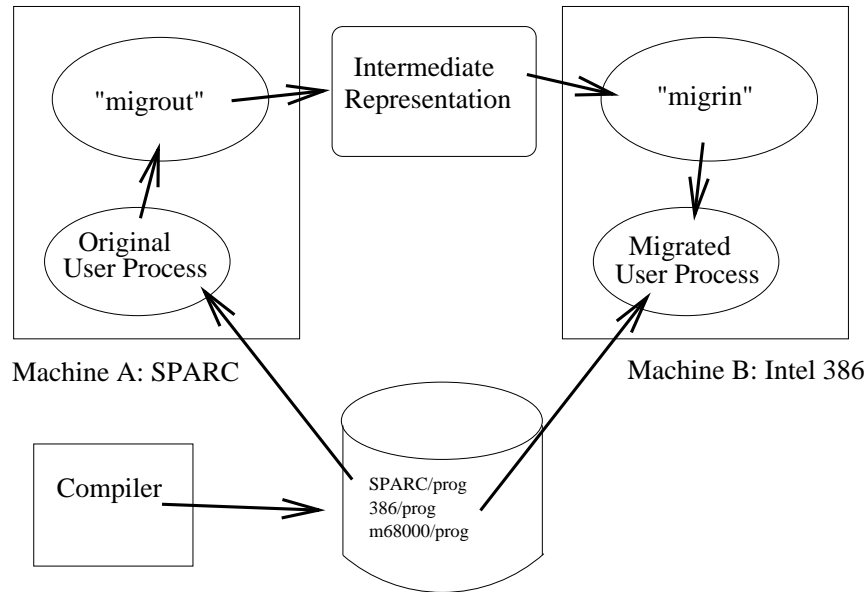 "migrout"
Intermediate
Representation
"migrin"
Original
User Process
Migrated
User Process
Machine A: SPARC
Machine B: Intel 386
Compiler
SPARC/prog
386/prog
m68000/prog